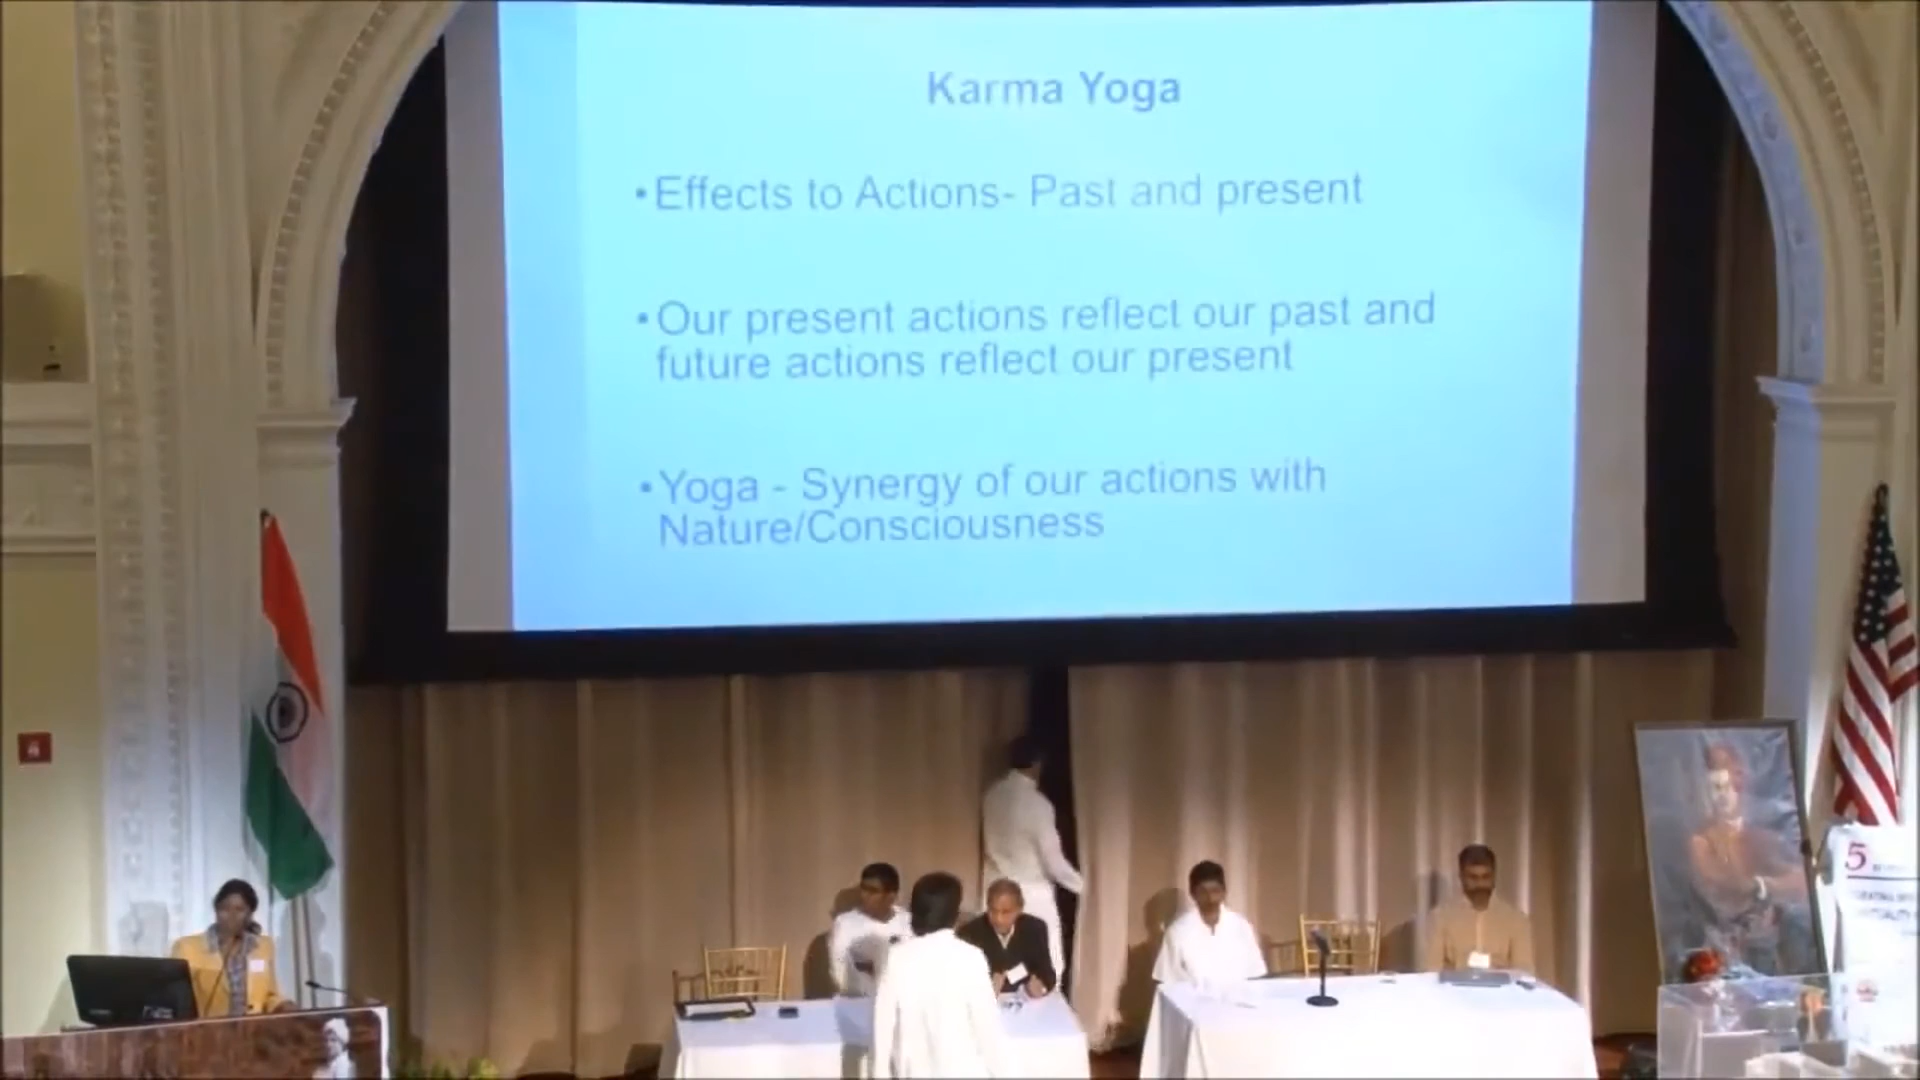 Karma Yoga
•Effects to Actions- Past and present
•Our present actions reflect our past and
future actions reflect our present
•Yoga - Synergy of our actions with
Nature/Consciousness
5